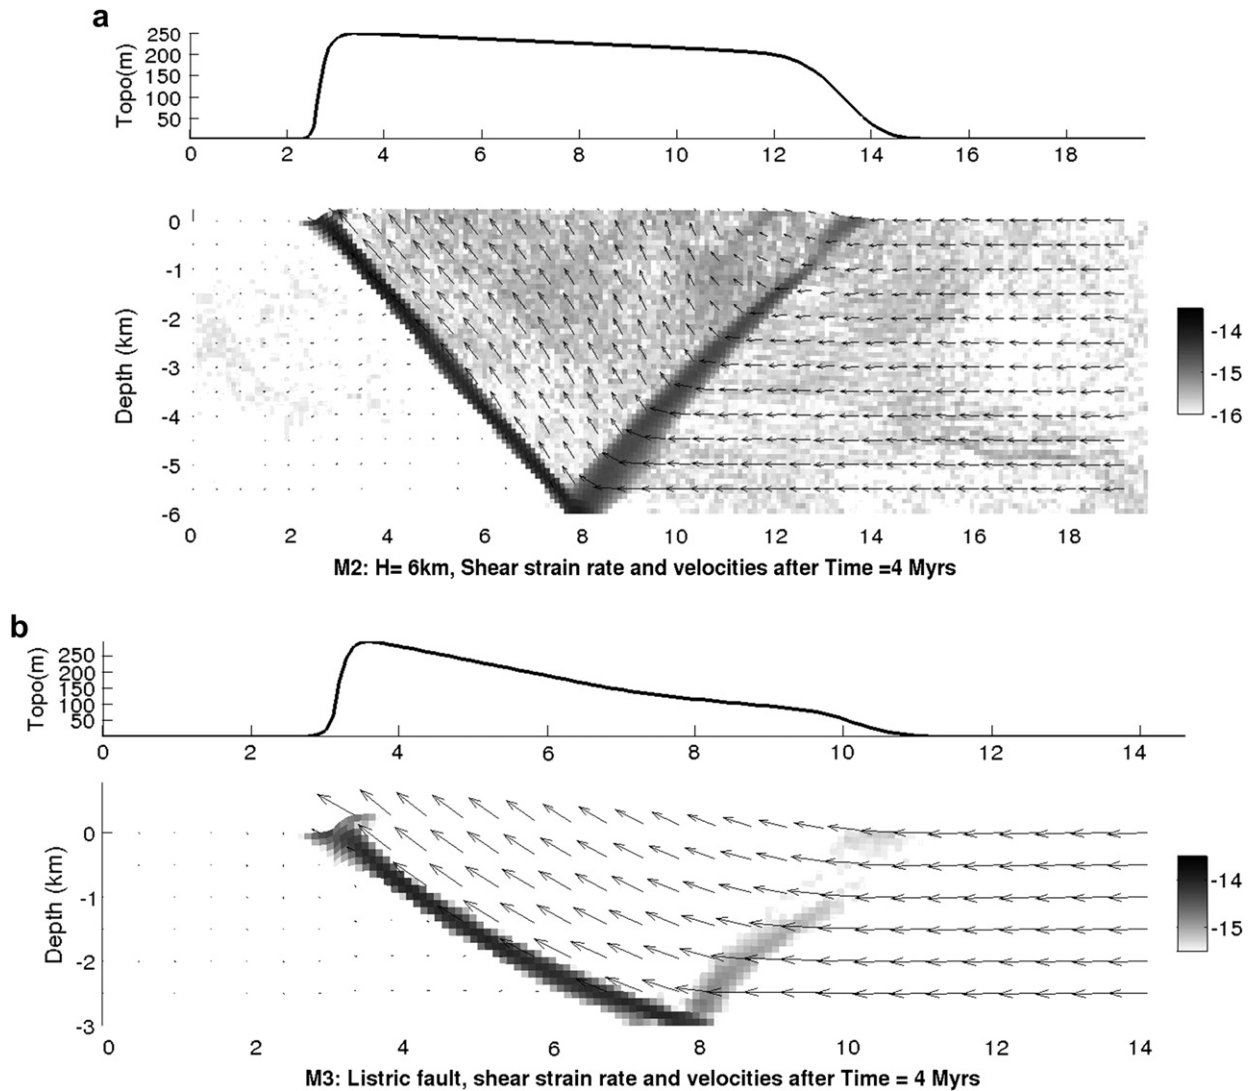 a
Topo(m)
250
200
150
100
50
0 2 4 6 8 10 12 14 16 18
Depth (km)
0
-1
-2
-3
-4
-5
-6
-14
-15
-16
0 2 4 6 8 10 12 14 16 18
M2: H= 6km, Shear strain rate and velocities after Time =4 Myrs
b
Topo(m)
250
200
150
100
50
0 2 4 6 8 10 12 14
Depth (km)
0
-1
-2
-3
-14
-15
0 2 4 6 8 10 12 14
M3: Listric fault, shear strain rate and velocities after Time = 4 Myrs